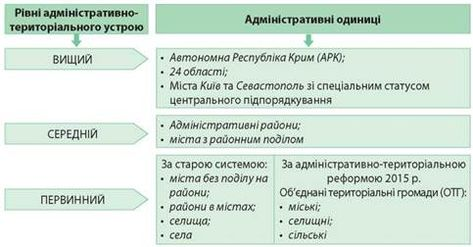 Рівні адміністративно-
територіального устрою
Адміністративні одиниці
ВИЩИЙ
• Автономна Республіка Крим (АРК);
• 24 області;
• Міста Київ та Севастополь зі спеціальним статусом
центрального підпорядкування
СЕРЕДНІЙ
• Адміністративні райони;
• міста з районним поділом
ПЕРВИННИЙ
За старою системою:
• міста без поділу на
райони;
• райони в містах;
• селища;
• села
За адміністративно-територіальною
реформою 2015 р.
Об’єднані територіальні громади (ОТГ):
• міські;
• селищні;
• сільські